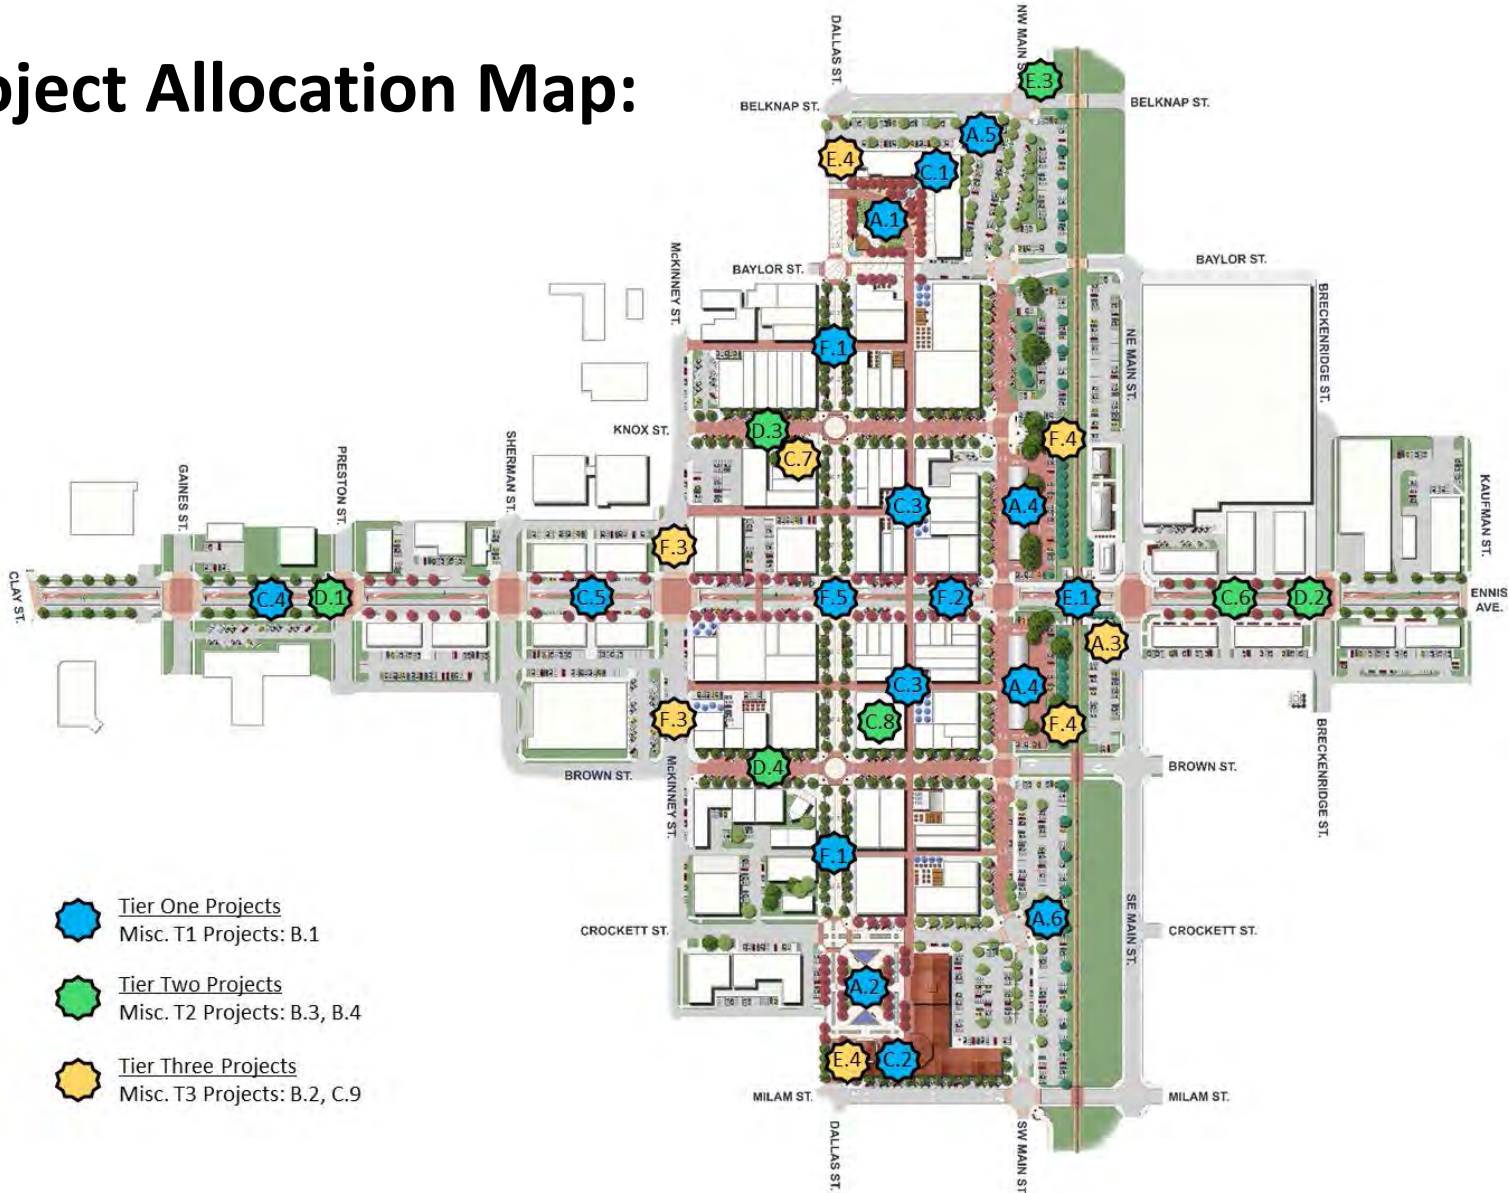 oject Allocation Map:
DALLAS ST.
NW MAIN S
E.3
BELKNAP ST.
BELKNAP ST.
A.5
E.4
C.1
A.1
McKINNEY ST.
BAYLOR ST.
BAYLOR ST.
BRECKENRIDGE ST.
NE MAIN ST.
F.1
KNOX ST.
D.3
F.4
C.7
SHERMAN ST.
PRESTON ST.
GAINES ST.
KAUFMAN ST.
C.3
A.4
F.3
CLAY ST.
C.4
D.1
C.5
F.5
F.2
E.1
C.6
D.2
ENNIS
AVE.
A.3
C.3
A.4
F.3
C.8
F.4
BROWN ST.
D.4
BROWN ST.
McKINNEY ST.
BRECKENRIDGE ST.
F.1
Tier One Projects
Misc. T1 Projects: B.1
CROCKETT ST.
A.6
SE MAIN ST.
CROCKETT ST.
Tier Two Projects
Misc. T2 Projects: B.3, B.4
A.2
Tier Three Projects
Misc. T3 Projects: B.2, C.9
E.4
C.2
MILAM ST.
MILAM ST.
DALLAS ST.
SW MAIN ST